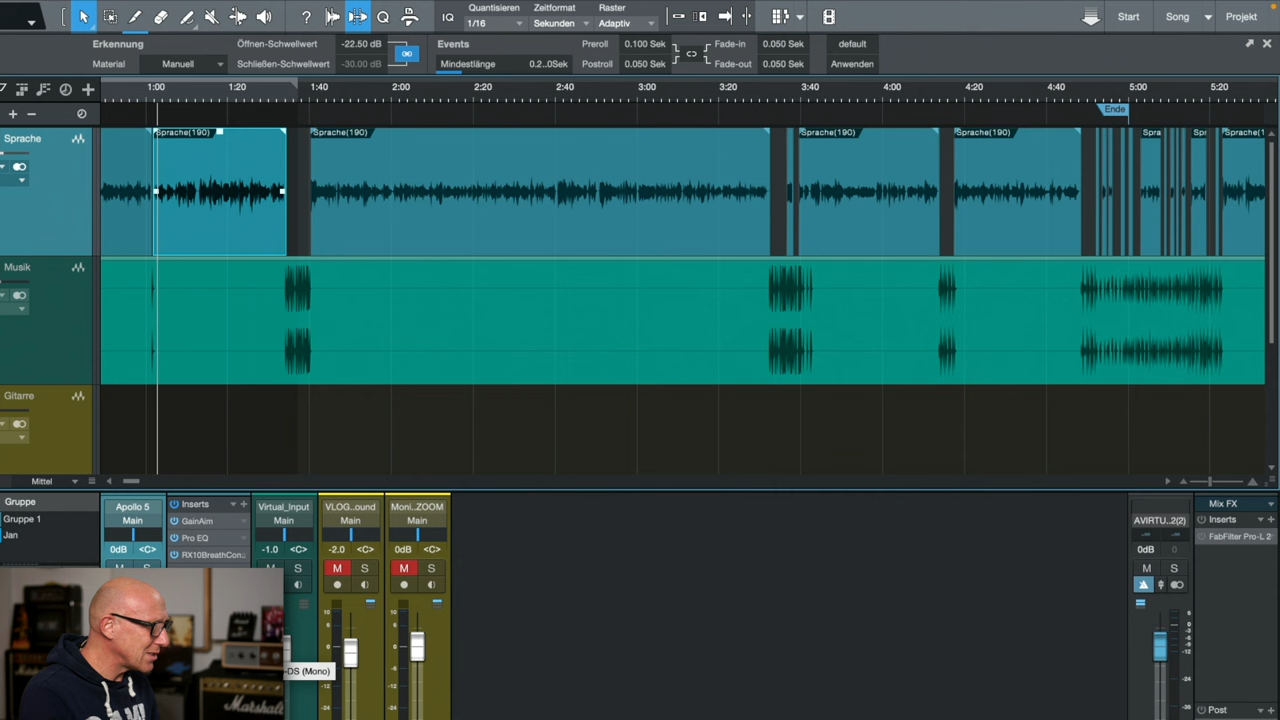 IQ
Quantisieren
1/16
Zeitformat
Sekunden
Raster
Adaptiv
Start
Song
Projekt
Erkennung
Material
Manuell
Öffnen-Schwellwert
-22.50 dB
Schließen-Schwellwert
-30.00 dB
Events
Mindestlänge
0.2..0Sek
Preroll
0.100 Sek
Postroll
0.050 Sek
Fade-in
0.050 Sek
Fade-out
0.050 Sek
default
Anwenden
1:00
1:20
1:40
2:00
2:20
2:40
3:00
3:20
3:40
4:00
4:20
4:40
5:00
5:20
Ende
Sprache
Sprache(190)
Sprache(190)
Sprache(190)
Sprache(190)
Spra
Spr
Sprache(1
Musik
Gitarre
Mittel
Gruppe
Gruppe 1
Jan
Apollo 5
Main
0dB
<C>
Inserts
GainAim
Pro EQ
RX10BreathCon..
Virtual_Input
Main
-1.0
<C>
S
VLOG..ound
Main
-2.0
<C>
M
S
Moni..ZOOM
Main
0dB
<C>
M
S
-DS (Mono)
AVIRTU..2(2)
0dB
0
M
S
Mix FX
Inserts
FabFilter Pro-L 2
Post